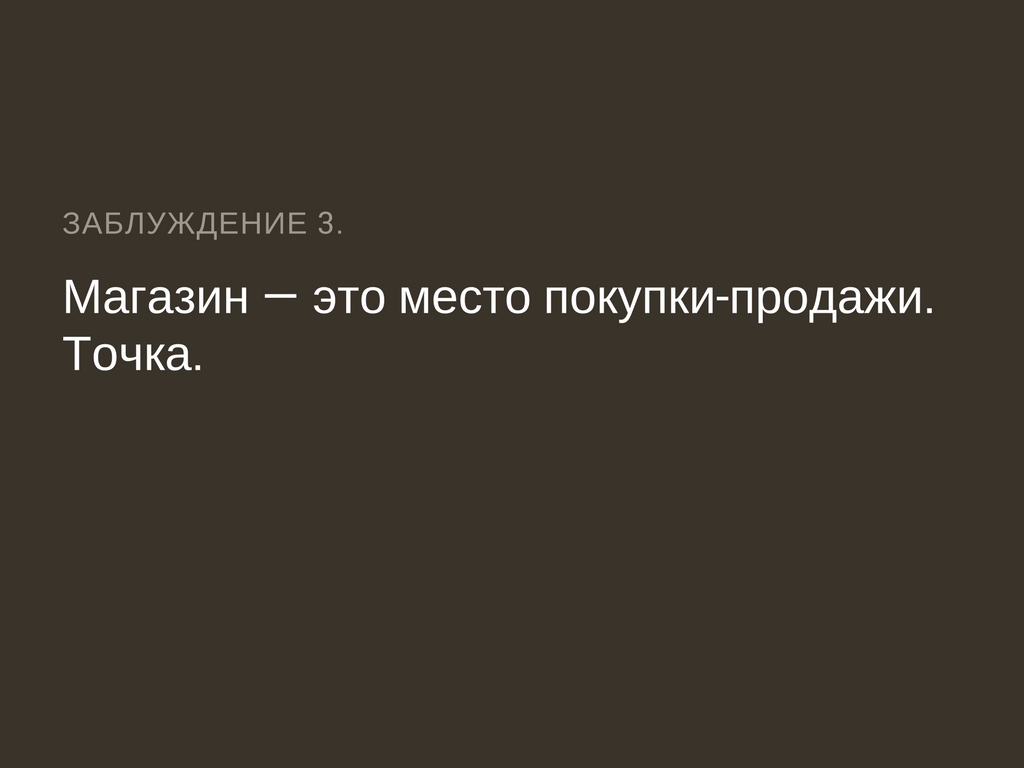 ЗАБЛУЖДЕНИЕ 3.
Магазин — это место покупки-продажи.
Точка.